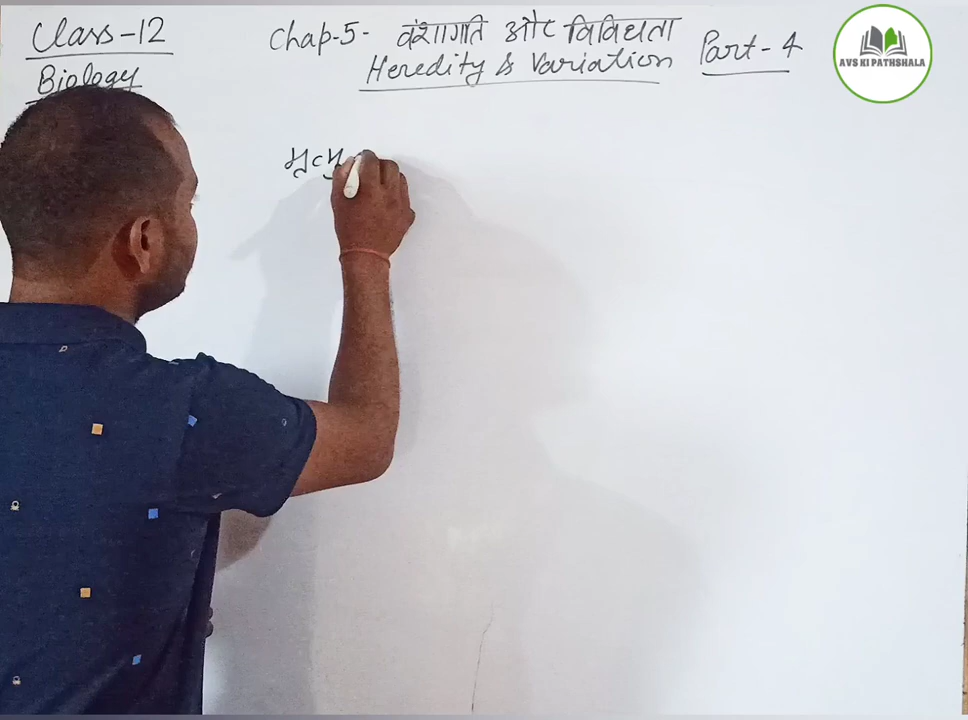 Class-12 Chap-5- वंशागति और विविधता Part-4
Biology Heredity & Variation
AVS KI PATHSHALA